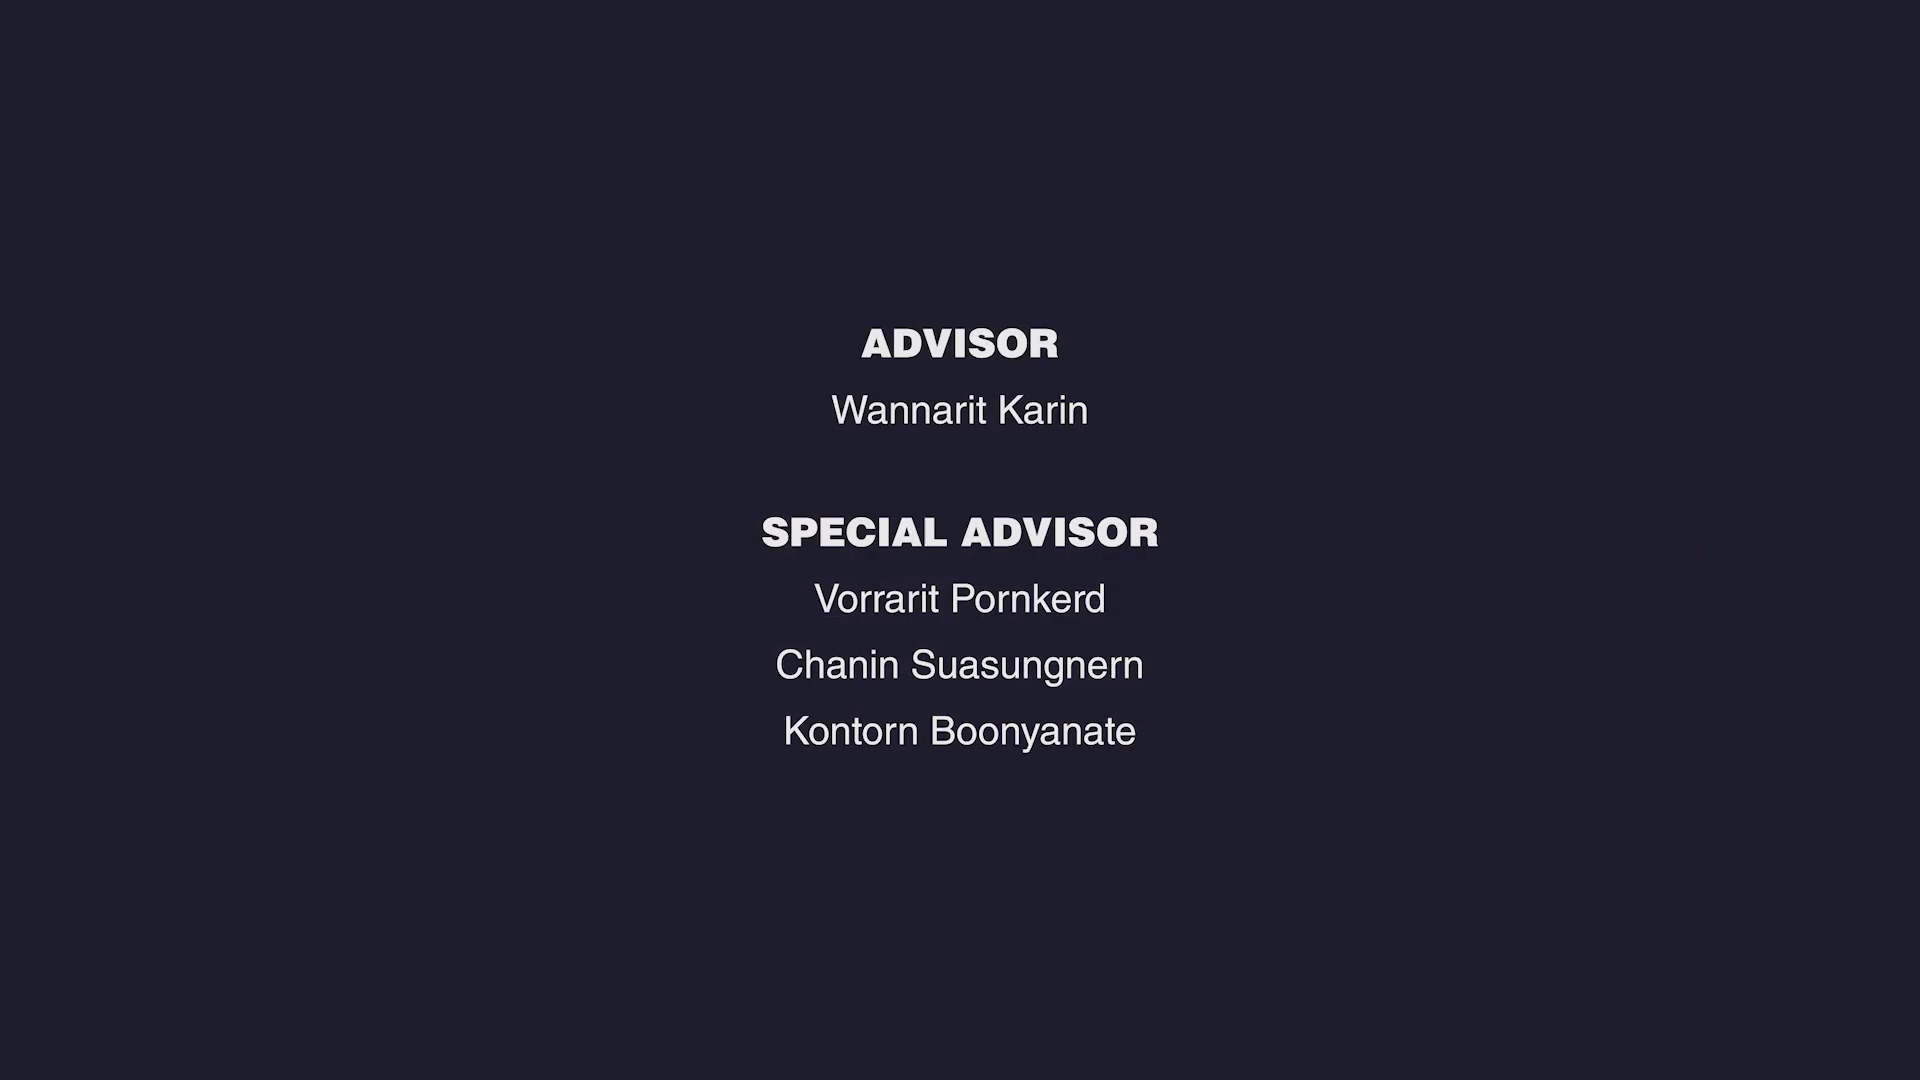 ADVISOR
Wannarit Karin
SPECIAL ADVISOR
Vorrarit Pornkerd
Chanin Suasungnern
Kontorn Boonyanate